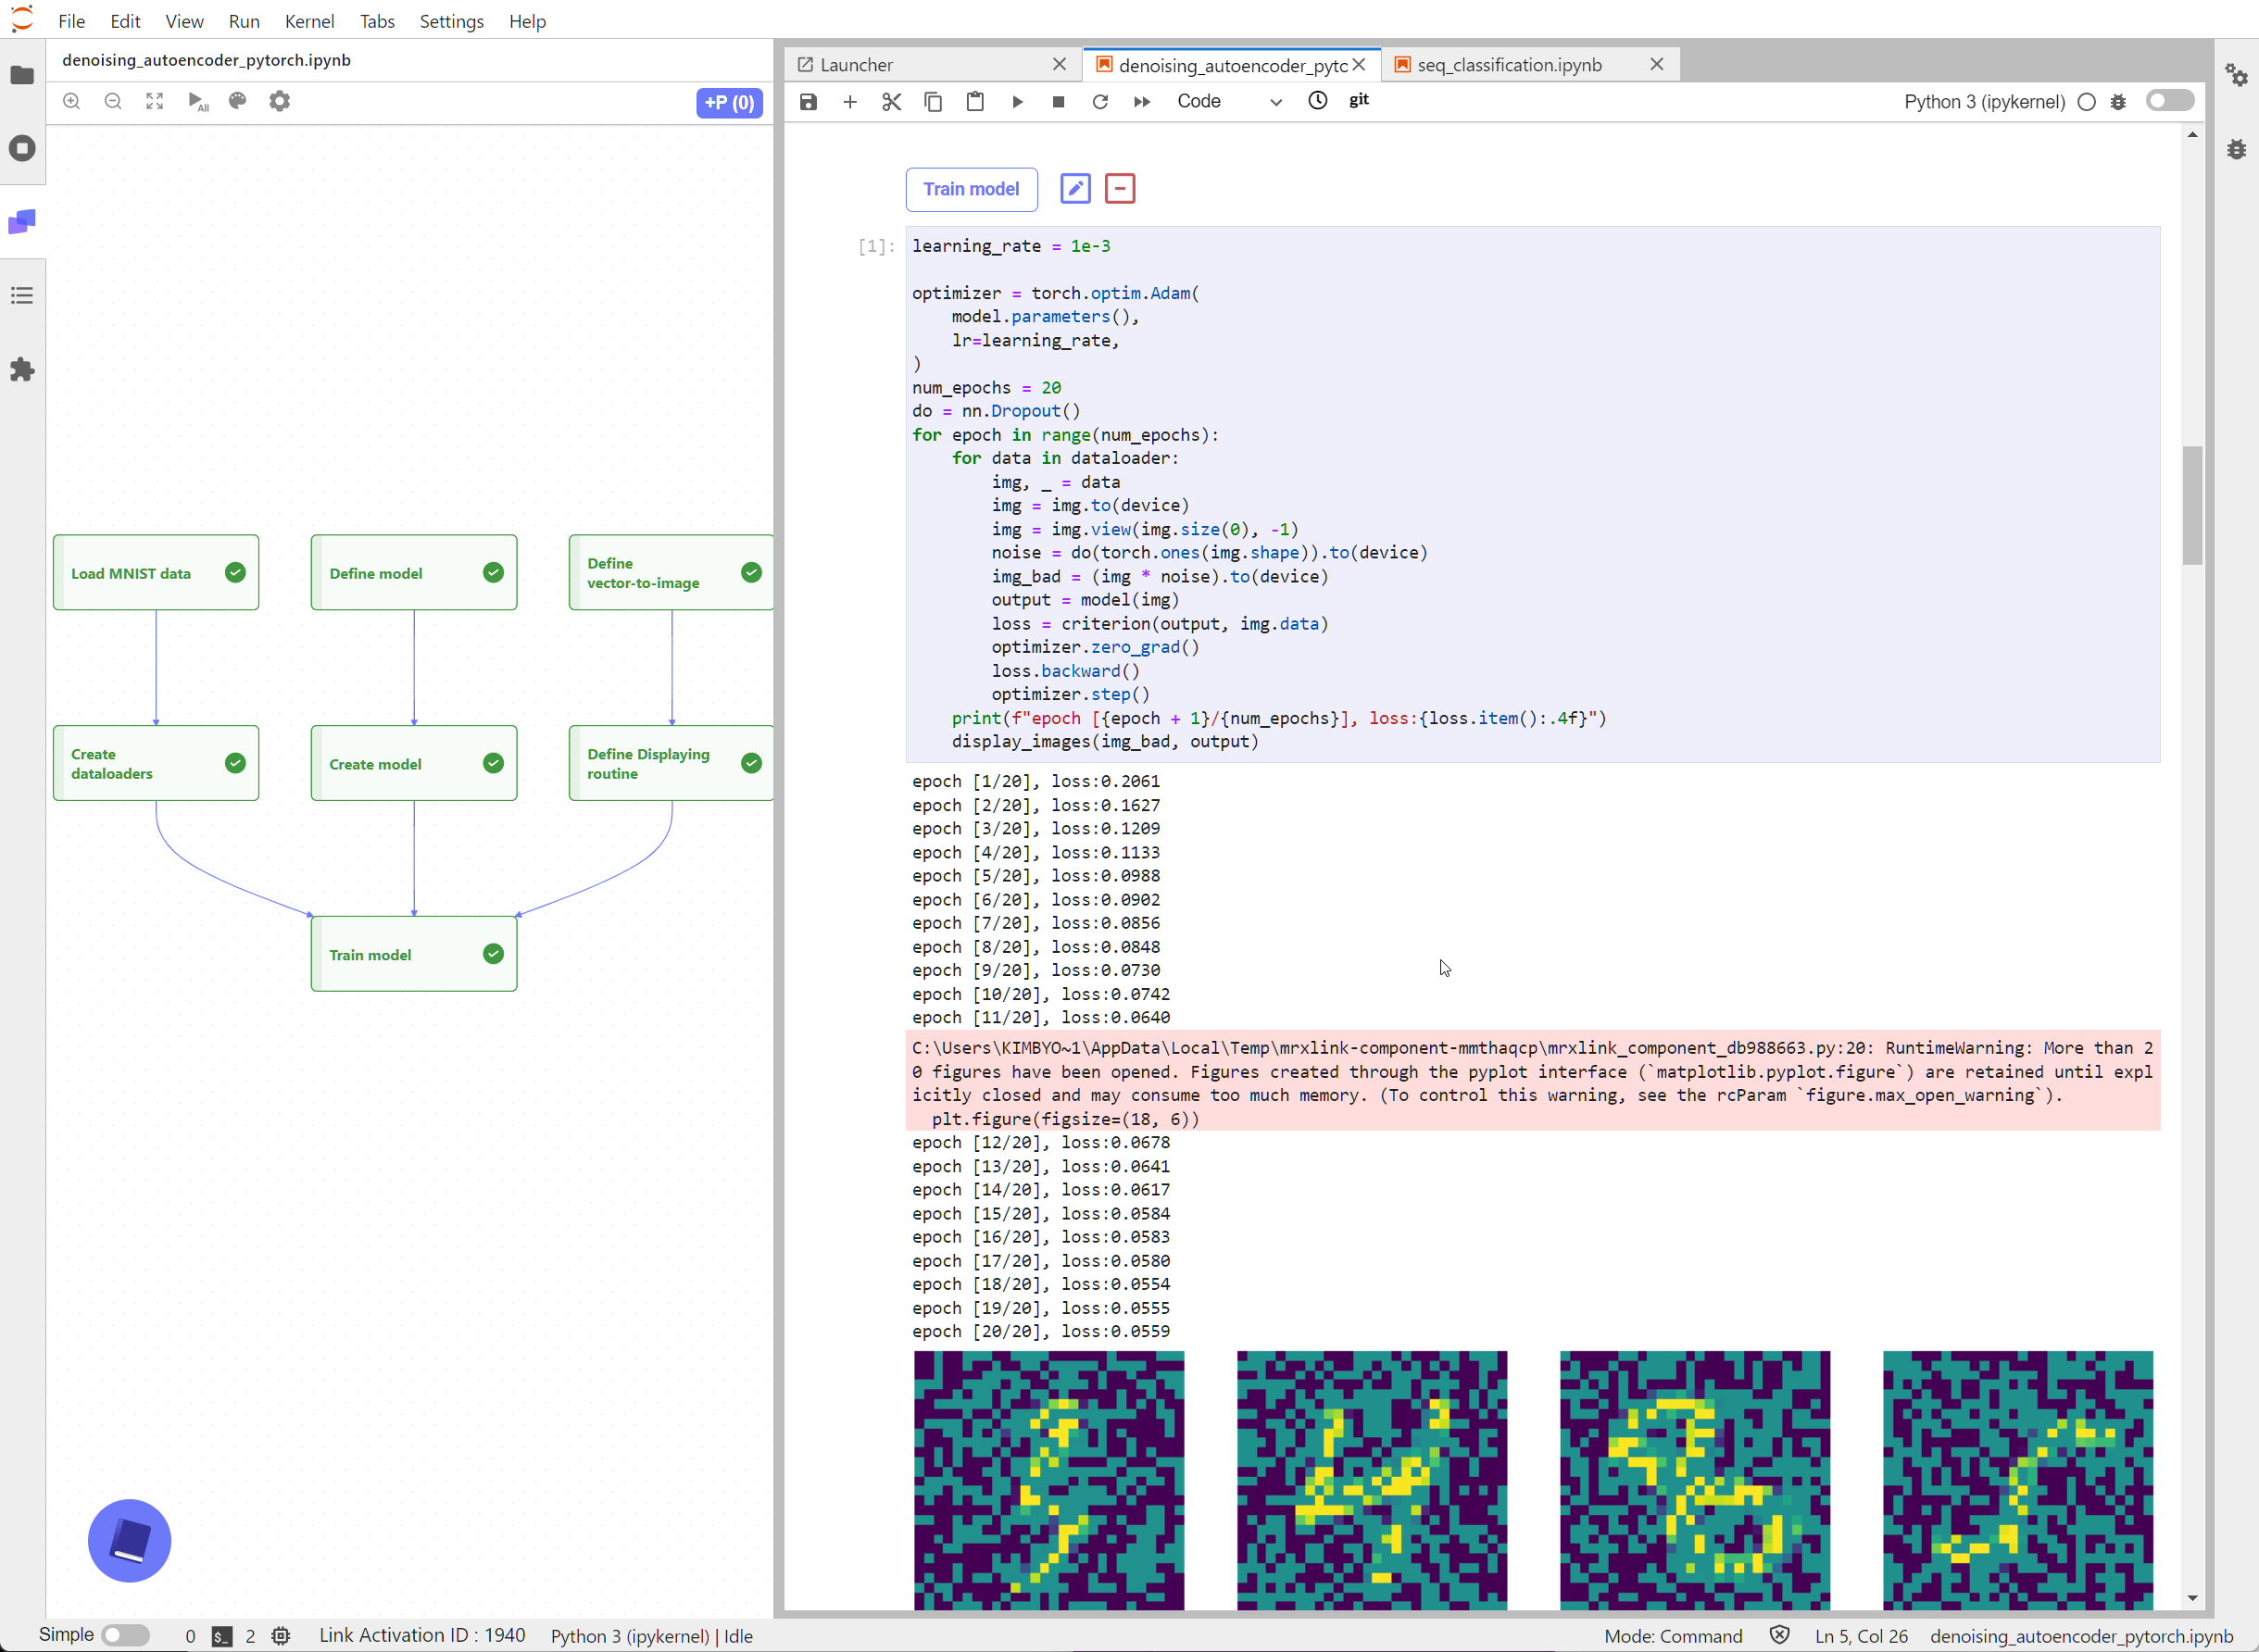 File Edit View Run Kernel Tabs Settings Help
denoising_autoencoder_pytorch.ipynb
All
+P (0)
Load MNIST data
Define model
Define
vector-to-image
Create
dataloaders
Create model
Define Displaying
routine
Train model
Launcher
denoising_autoencoder_pytc
seq_classification.ipynb
Code
git
Python 3 (ipykernel)
Train model
[1]:
learning_rate = 1e-3
optimizer = torch.optim.Adam(
    model.parameters(),
    lr=learning_rate,
)
num_epochs = 20
do = nn.Dropout()
for epoch in range(num_epochs):
    for data in dataloader:
        img, _ = data
        img = img.to(device)
        img = img.view(img.size(0), -1)
        noise = do(torch.ones(img.shape)).to(device)
        img_bad = (img * noise).to(device)
        output = model(img)
        loss = criterion(output, img.data)
        optimizer.zero_grad()
        loss.backward()
        optimizer.step()
    print(f"epoch [{epoch + 1}/{num_epochs}], loss:{loss.item():.4f}")
    display_images(img_bad, output)
epoch [1/20], loss:0.2061
epoch [2/20], loss:0.1627
epoch [3/20], loss:0.1209
epoch [4/20], loss:0.1133
epoch [5/20], loss:0.0988
epoch [6/20], loss:0.0902
epoch [7/20], loss:0.0856
epoch [8/20], loss:0.0848
epoch [9/20], loss:0.0730
epoch [10/20], loss:0.0742
epoch [11/20], loss:0.0640
C:\Users\KIMBYO~1\AppData\Local\Temp\mrxlink-component-mmthaqcp\mrxlink_component_db988663.py:20: RuntimeWarning: More than 2
0 figures have been opened. Figures created through the pyplot interface (`matplotlib.pyplot.figure`) are retained until expl
icitly closed and may consume too much memory. (To control this warning, see the rcParam `figure.max_open_warning`).
  plt.figure(figsize=(18, 6))
epoch [12/20], loss:0.0678
epoch [13/20], loss:0.0641
epoch [14/20], loss:0.0617
epoch [15/20], loss:0.0584
epoch [16/20], loss:0.0583
epoch [17/20], loss:0.0580
epoch [18/20], loss:0.0554
epoch [19/20], loss:0.0555
epoch [20/20], loss:0.0559
Simple 0 $_ 2 Link Activation ID : 1940 Python 3 (ipykernel) | Idle
Mode: Command Ln 5, Col 26 denoising_autoencoder_pytorch.ipynb